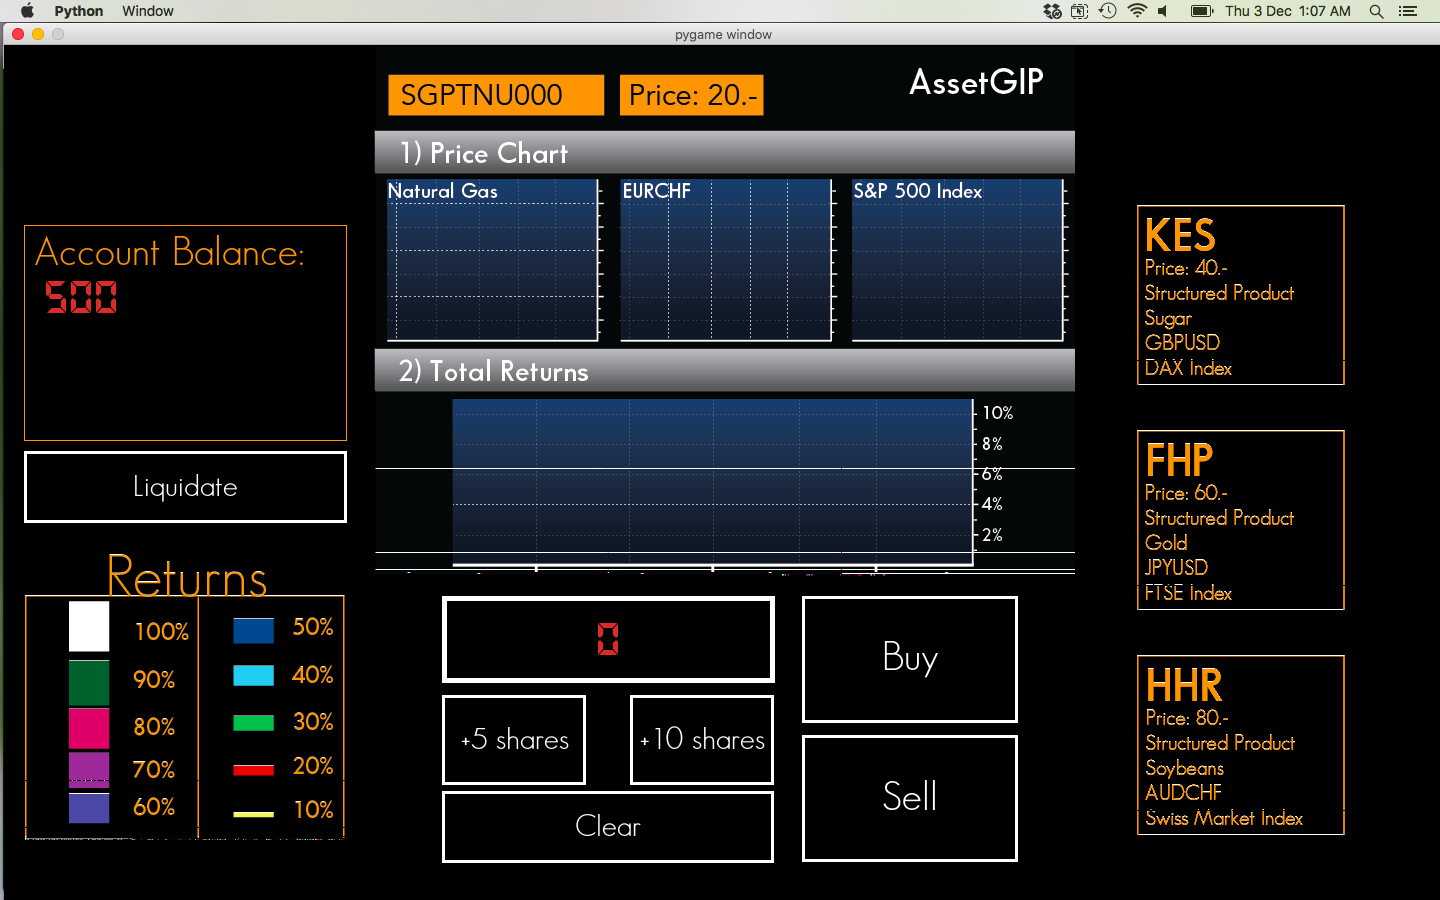 Python Window
Thu 3 Dec 1:07 AM
pygame window
SGPTNU000
Price: 20.-
AssetGIP
1) Price Chart
Natural Gas
EURCHF
S&P 500 Index
Account Balance:
500
Liquidate
2) Total Returns
10%
8%
6%
4%
2%
Returns
100%
90%
80%
70%
60%
50%
40%
30%
20%
10%
0
+5 shares
+10 shares
Clear
Buy
Sell
KES
Price: 40.-
Structured Product
Sugar
GBPUSD
DAX Index
FHP
Price: 60.-
Structured Product
Gold
JPYUSD
FTSE Index
HHR
Price: 80.-
Structured Product
Soybeans
AUDCHF
Swiss Market Index